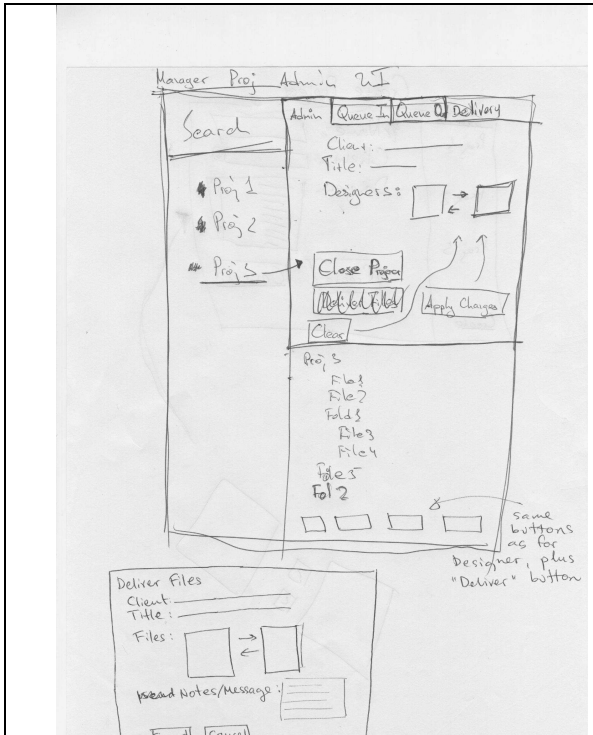 Manager Proj Admin UI
Search
Admin Queue In Queue O Delivery
Client:
Title:
Designers:
Proj 1
Proj 2
Proj 3
Close Project
Clear
Apply Changes
Proj 3
File 1
File 2
Fold 1
File 3
File 4
File 5
Fol 2
same
buttons
as for
Designer, plus
"Deliver" button
Deliver Files
Client
Title:
Files:
Notes/Message:
Cancel